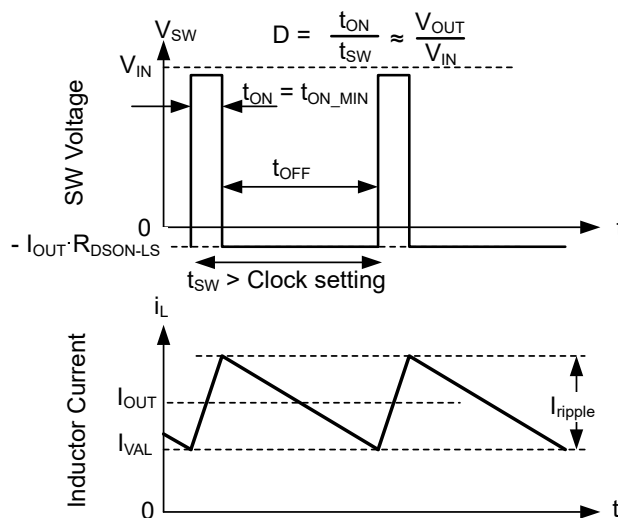 V_SW
D = t_ON / t_SW ≈ V_OUT / V_IN
V_IN
t_ON = t_ON_MIN
SW Voltage
t_OFF
0
t
- I_OUT·R_DSON-LS
t_SW > Clock setting
i_L
Inductor Current
I_OUT
I_ripple
I_VAL
0
t